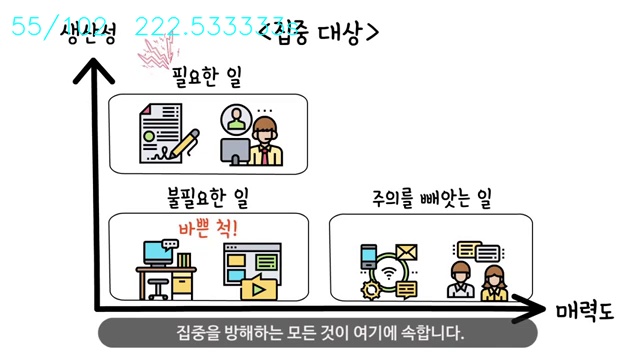 55/102 222.533333s
생산성 <집중 대상>
필요한 일
불필요한 일 주의를 빼앗는 일
바쁜 척!
매력도
집중을 방해하는 모든 것이 여기에 속합니다.